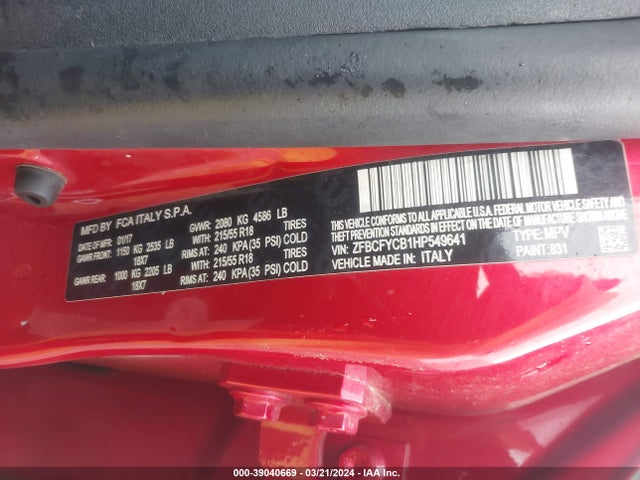 MFD BY FCA ITALY S.P.A.
DATE: 01/17 GVWR: 2080 KG 4586 LB
GAWR FRONT: 1150 KG 2535 LB WITH: 215/55 R18 TIRES
18X7 RIMS AT: 240 KPA(35 PSI) COLD
GAWR REAR: 1000 KG 2205 LB WITH: 215/55 R18 TIRES
18X7 RIMS AT: 240 KPA(35 PSI) COLD
THIS VEHICLE CONFORMS TO ALL APPLICABLE U.S.A. FEDERAL MOTOR VEHICLE
SAFETY, BUMPER, AND THEFT PREVENTION STANDARDS IN EFFECT ON THE DATE OF MANUFACTURE SHOWN ABOVE.
VIN: ZFBCFYCB1HP549641 TYPE: MPV
VEHICLE MADE IN: ITALY PAINT: 831
000-39040669 - 03/21/2024 - IAA Inc.